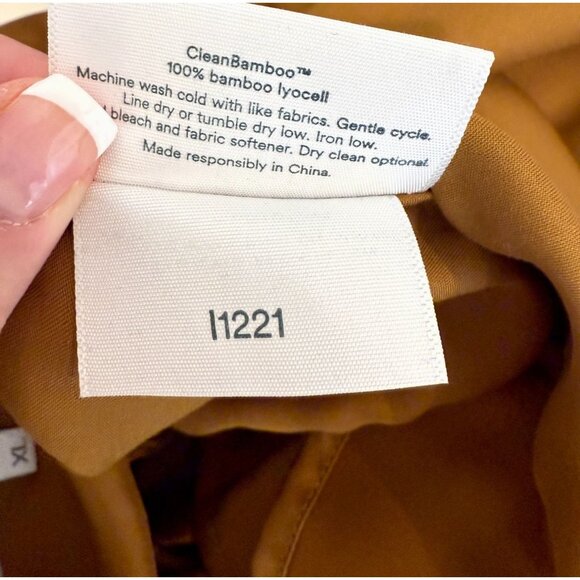 CleanBamboo™
100% bamboo lyocell
Machine wash cold with like fabrics. Gentle cycle.
Line dry or tumble dry low. Iron low.
bleach and fabric softener. Dry clean optional.
Made responsibly in China.
I1221
XL